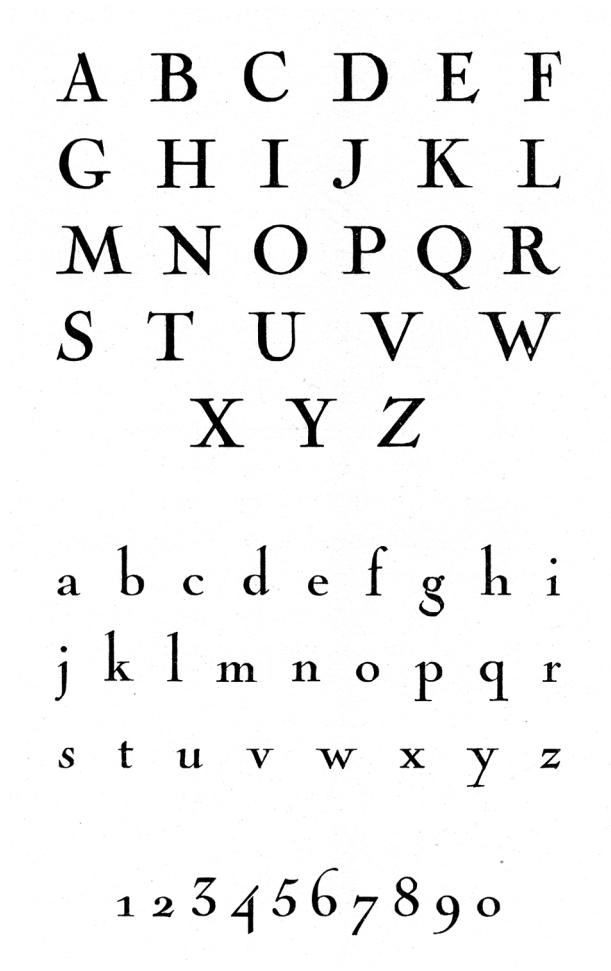 A B C D E F
G H I J K L
M N O P Q R
S T U V W
X Y Z
a b c d e f g h i
j k l m n o p q r
s t u v w x y z
1 2 3 4 5 6 7 8 9 0